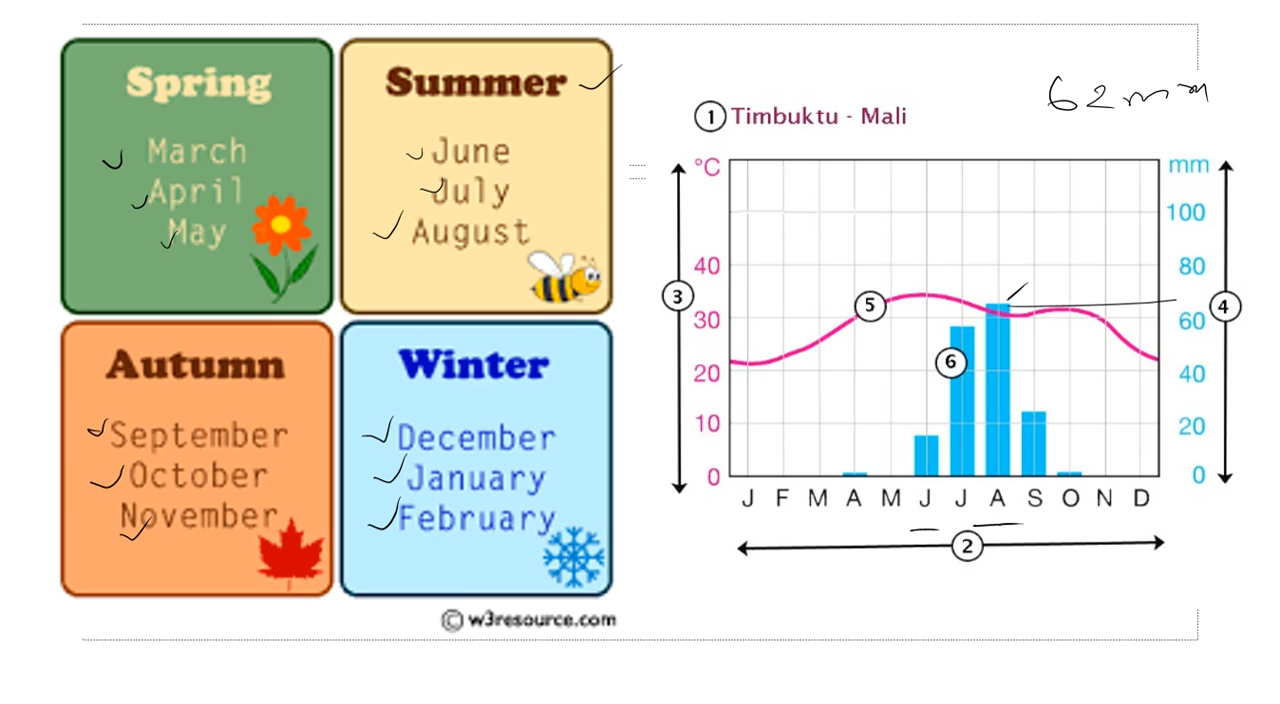 Spring
March
April
May
Summer
June
July
August
Autumn
September
October
November
Winter
December
January
February
© w3resource.com
62mm
1 Timbuktu - Mali
°C
40
30
20
10
0
mm
100
80
60
40
20
0
3
5
6
4
J F M A M J J A S O N D
2